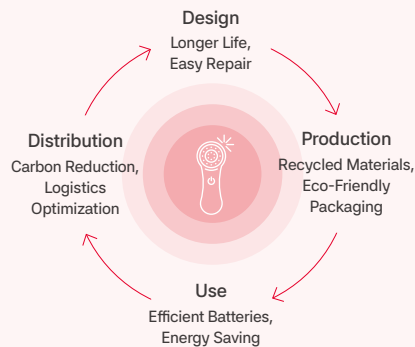 Design
Longer Life,
Easy Repair
Production
Recycled Materials,
Eco-Friendly
Packaging
Use
Efficient Batteries,
Energy Saving
Distribution
Carbon Reduction,
Logistics
Optimization